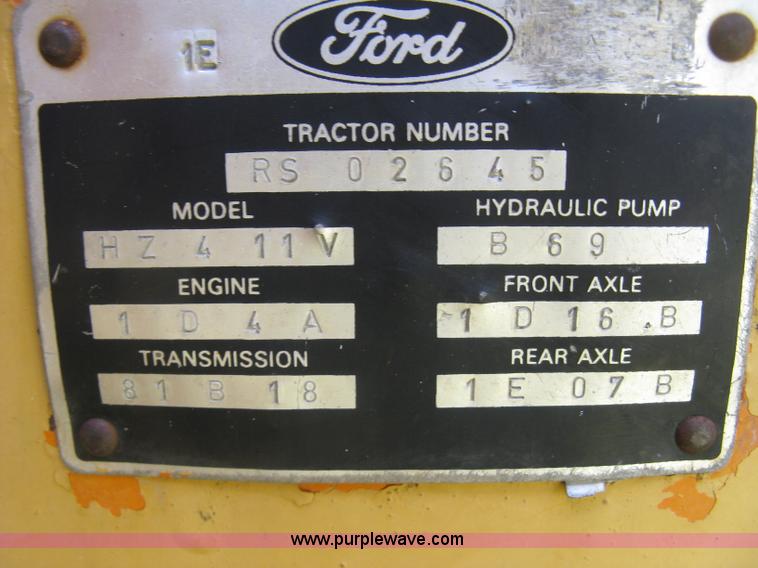 1E Ford
TRACTOR NUMBER
RS 02645
MODEL HYDRAULIC PUMP
HZ 4 11 V B 69
ENGINE FRONT AXLE
1 D 4 A 1 D 16 . B
TRANSMISSION REAR AXLE
81 B 18 1 E 07 B
www.purplewave.com